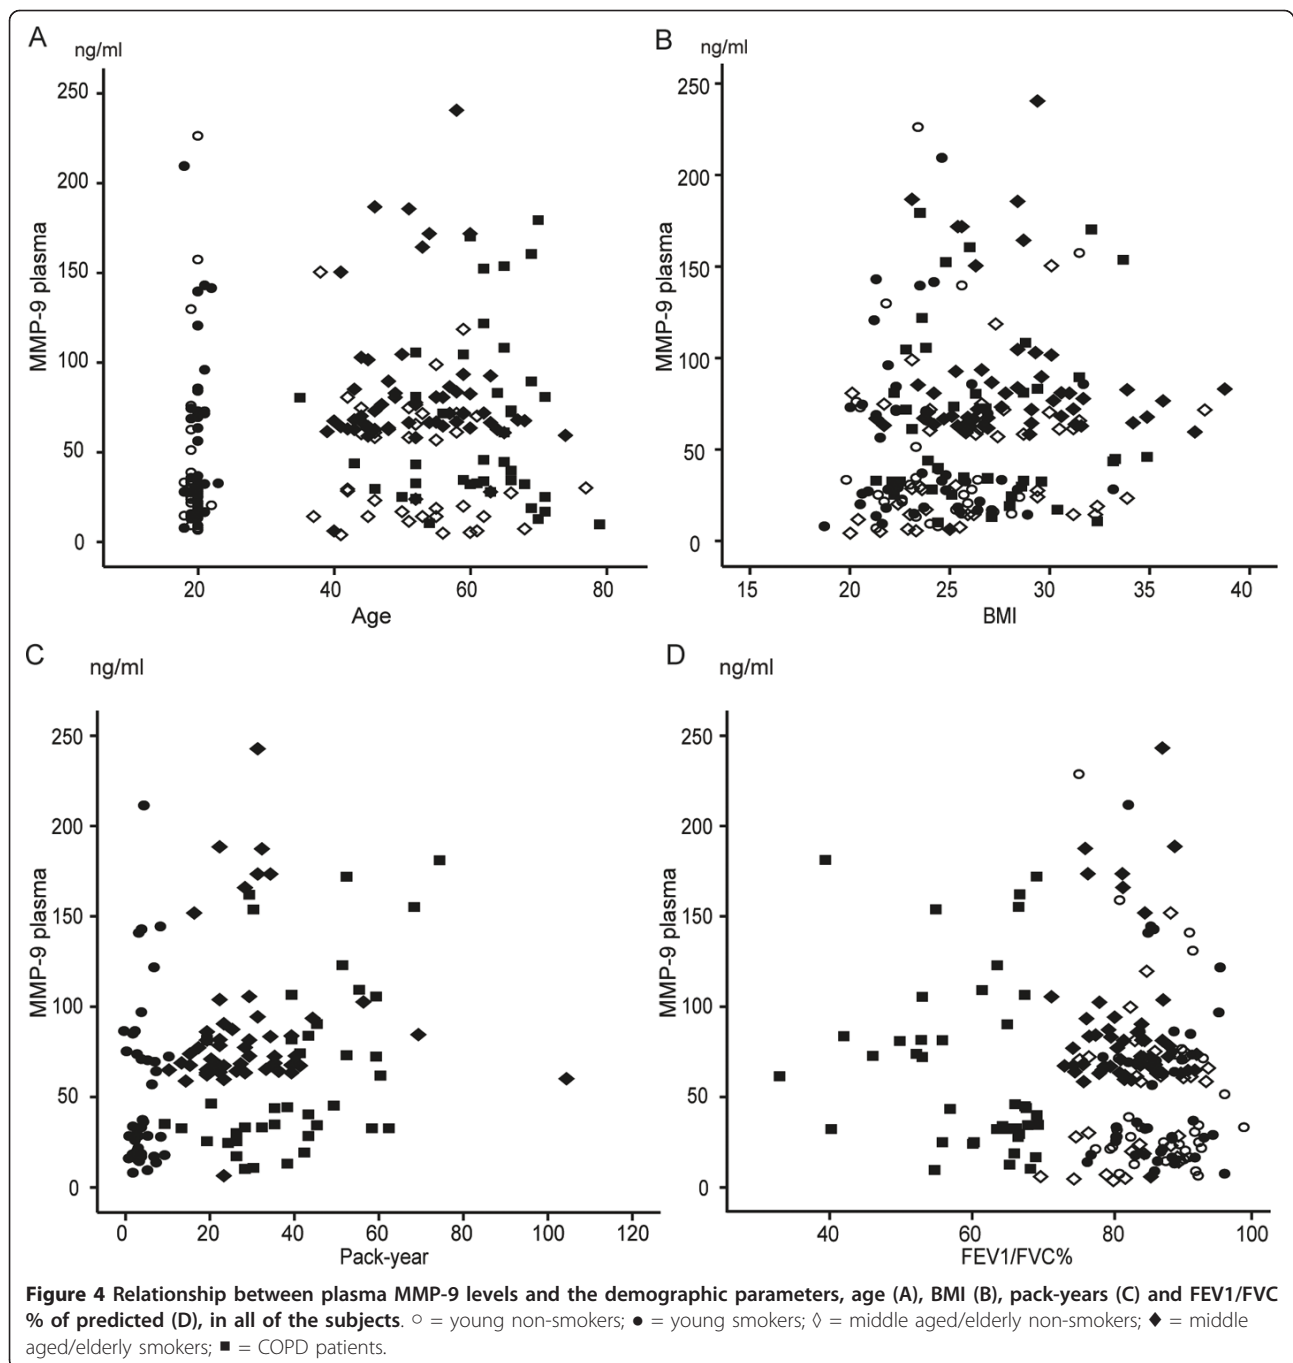 A
ng/ml
250
200
150
100
50
0
MMP-9 plasma
20
40
60
80
Age
B
ng/ml
250
200
150
100
50
0
MMP-9 plasma
15
20
25
30
35
40
BMI
C
ng/ml
250
200
150
100
50
0
MMP-9 plasma
0
20
40
60
80
100
120
Pack-year
D
ng/ml
250
200
150
100
50
0
MMP-9 plasma
40
60
80
100
FEV1/FVC%
Figure 4 Relationship between plasma MMP-9 levels and the demographic parameters, age (A), BMI (B), pack-years (C) and FEV1/FVC
% of predicted (D), in all of the subjects. ○ = young non-smokers; ● = young smokers; ◊ = middle aged/elderly non-smokers; ♦ = middle
aged/elderly smokers; ■ = COPD patients.